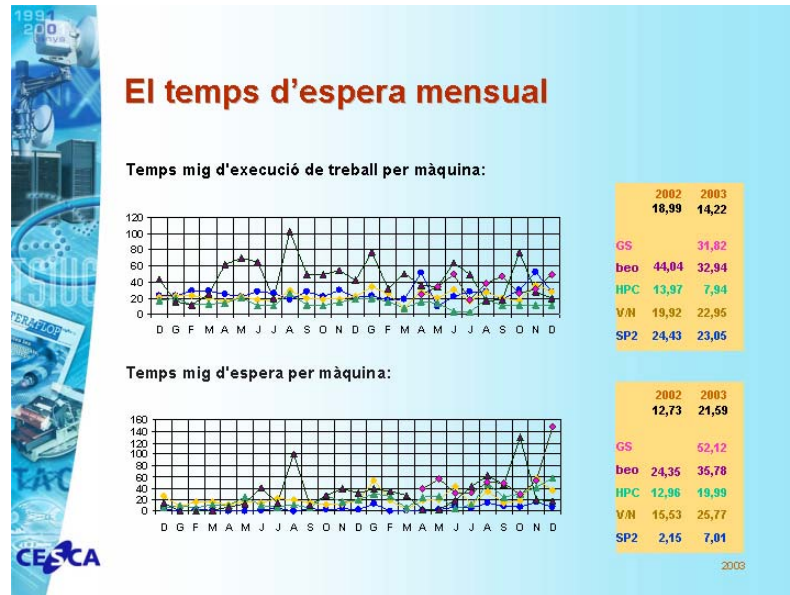 El temps d'espera mensual
Temps mig d'execució de treball per màquina:
120
100
80
60
40
20
0
D G F M A M J J A S O N D G F M A M J J A S O N D
2002 2003
18,99 14,22
GS 31,82
beo 44,04 32,94
HPC 13,97 7,94
V/N 19,92 22,95
SP2 24,43 23,05
Temps mig d'espera per màquina:
160
140
120
100
80
60
40
20
0
D G F M A M J J A S O N D G F M A M J J A S O N D
2002 2003
12,73 21,59
GS 52,12
beo 24,35 35,78
HPC 12,96 19,99
V/N 15,53 25,77
SP2 2,15 7,01
CESCA
2003